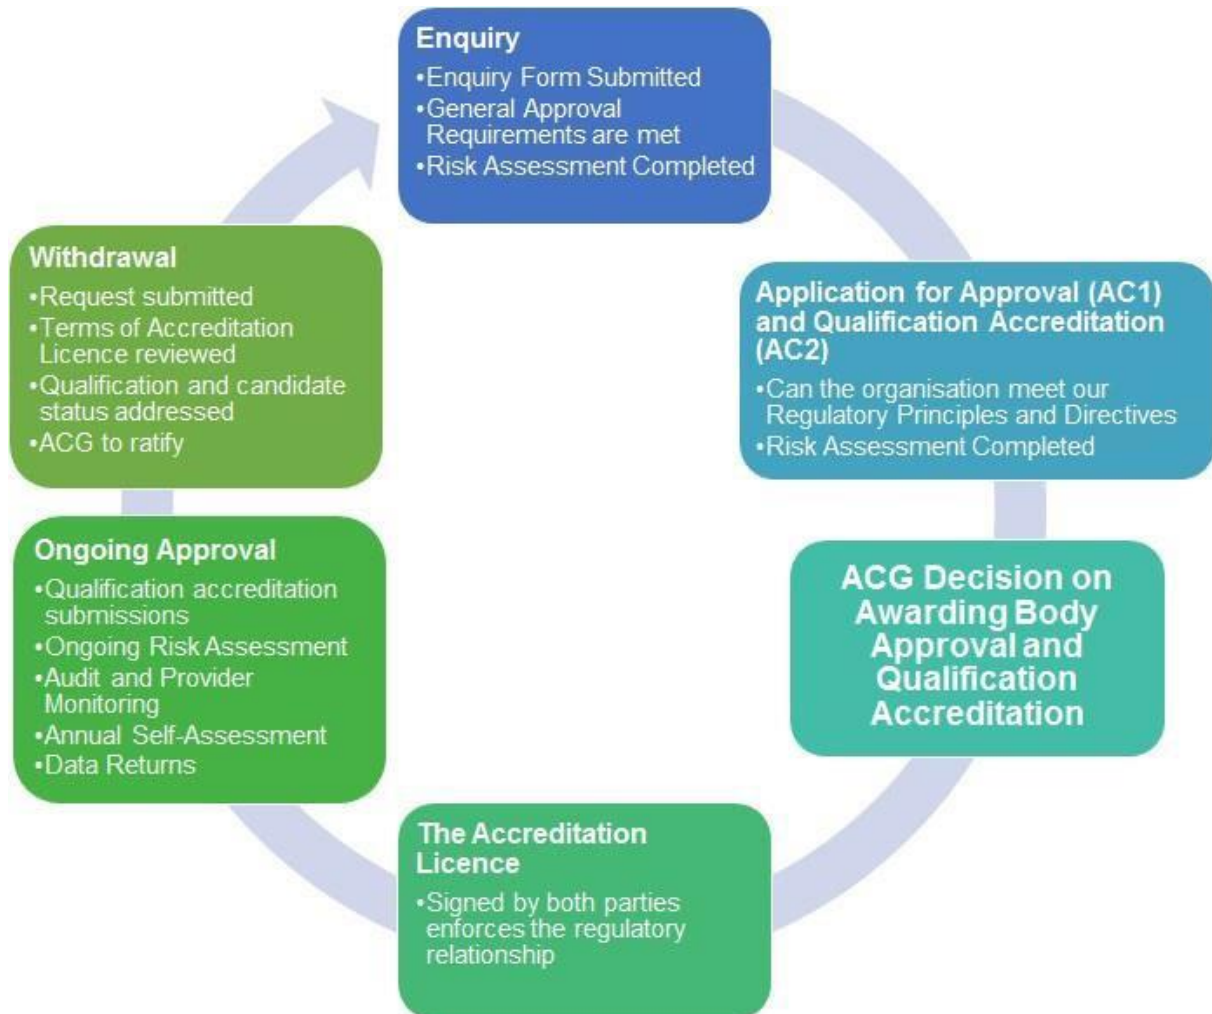 Enquiry
•Enquiry Form Submitted
•General Approval
Requirements are met
•Risk Assessment Completed
Application for Approval (AC1)
and Qualification Accreditation
(AC2)
•Can the organisation meet our
Regulatory Principles and Directives
•Risk Assessment Completed
ACG Decision on
Awarding Body
Approval and
Qualification
Accreditation
The Accreditation
Licence
•Signed by both parties
enforces the regulatory
relationship
Ongoing Approval
•Qualification accreditation
submissions
•Ongoing Risk Assessment
•Audit and Provider
Monitoring
•Annual Self-Assessment
•Data Returns
Withdrawal
•Request submitted
•Terms of Accreditation
Licence reviewed
•Qualification and candidate
status addressed
•ACG to ratify